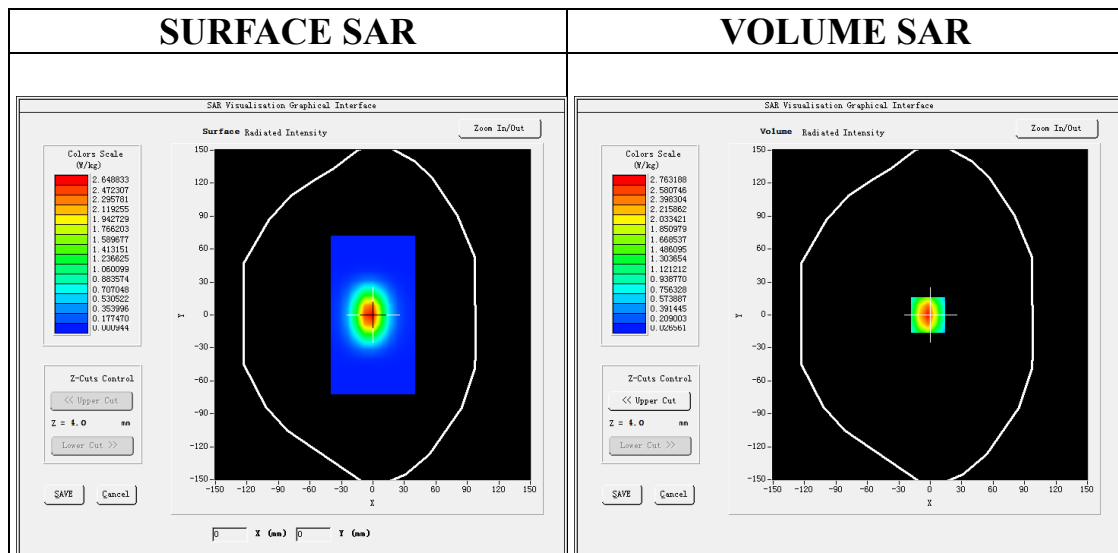 SURFACE SAR
VOLUME SAR
SAR Visualisation Graphical Interface
Surface Radiated Intensity
Zoom In/Out
Colors Scale
(W/kg)
2.648833
2.472307
2.295781
2.119255
1.942729
1.766203
1.589677
1.413151
1.236625
1.060099
0.883574
0.707048
0.530522
0.353996
0.177470
0.000944
Z-Cuts Control
<< Upper Cut
Z = 4.0 mm
Lower Cut >>
SAVE Cancel
150
120
90
60
30
0
-30
-60
-90
-120
-150
Y
-150 -120 -90 -60 -30 0 30 60 90 120 150
X
0 X (mm) 0 Y (mm)
SAR Visualisation Graphical Interface
Volume Radiated Intensity
Zoom In/Out
Colors Scale
(W/kg)
2.763188
2.580746
2.398304
2.215862
2.033421
1.850979
1.668537
1.486095
1.303654
1.121212
0.938770
0.756328
0.573887
0.391445
0.209003
0.026561
Z-Cuts Control
<< Upper Cut
Z = 4.0 mm
Lower Cut >>
SAVE Cancel
150
120
90
60
30
0
-30
-60
-90
-120
-150
Y
-150 -120 -90 -60 -30 0 30 60 90 120 150
X